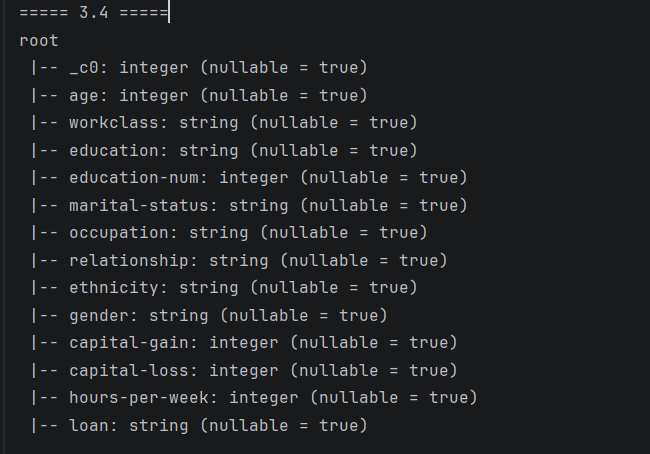 ===== 3.4 =====
root
 |-- _c0: integer (nullable = true)
 |-- age: integer (nullable = true)
 |-- workclass: string (nullable = true)
 |-- education: string (nullable = true)
 |-- education-num: integer (nullable = true)
 |-- marital-status: string (nullable = true)
 |-- occupation: string (nullable = true)
 |-- relationship: string (nullable = true)
 |-- ethnicity: string (nullable = true)
 |-- gender: string (nullable = true)
 |-- capital-gain: integer (nullable = true)
 |-- capital-loss: integer (nullable = true)
 |-- hours-per-week: integer (nullable = true)
 |-- loan: string (nullable = true)